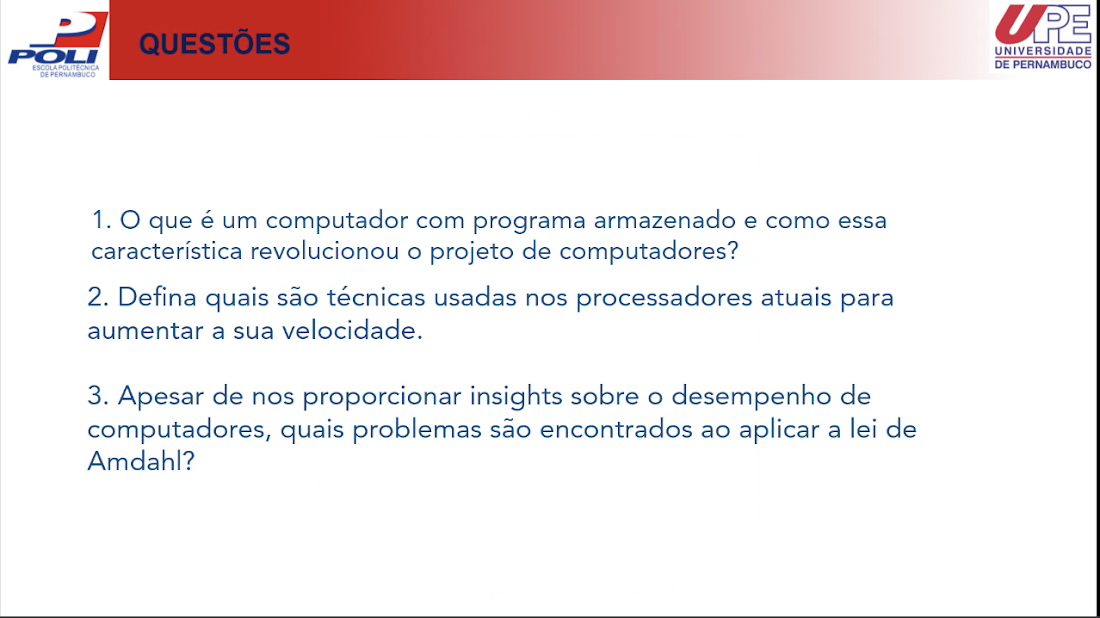 POLI
ESCOLA POLITÉCNICA
DE PERNAMBUCO
QUESTÕES
UPE
UNIVERSIDADE
DE PERNAMBUCO
1. O que é um computador com programa armazenado e como essa
característica revolucionou o projeto de computadores?
2. Defina quais são técnicas usadas nos processadores atuais para
aumentar a sua velocidade.
3. Apesar de nos proporcionar insights sobre o desempenho de
computadores, quais problemas são encontrados ao aplicar a lei de
Amdahl?